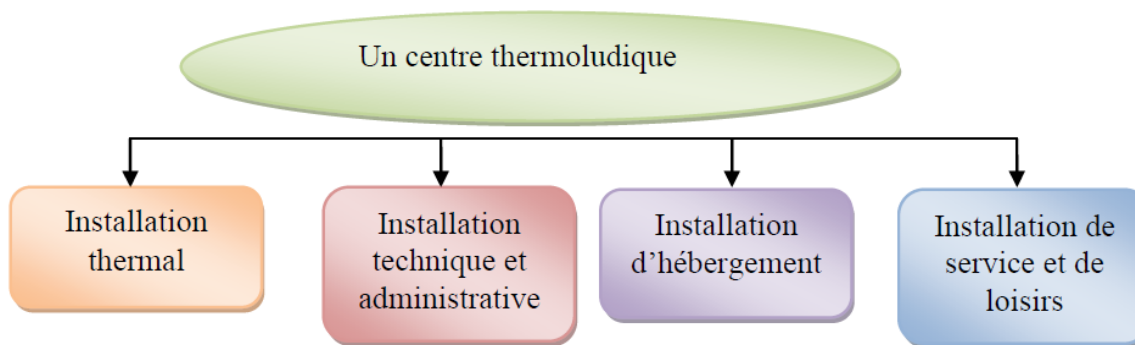 Un centre thermoludique
Installation
thermal
Installation
technique et
administrative
Installation
d’hébergement
Installation de
service et de
loisirs